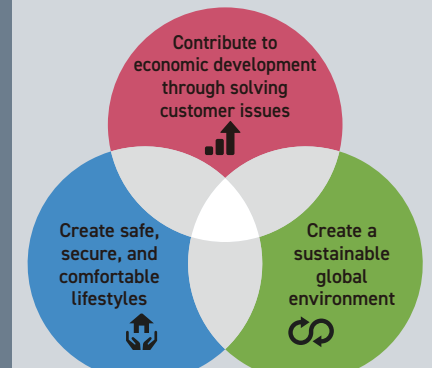 Contribute to
economic development
through solving
customer issues
Create safe,
secure, and
comfortable
lifestyles
Create a
sustainable
global
environment